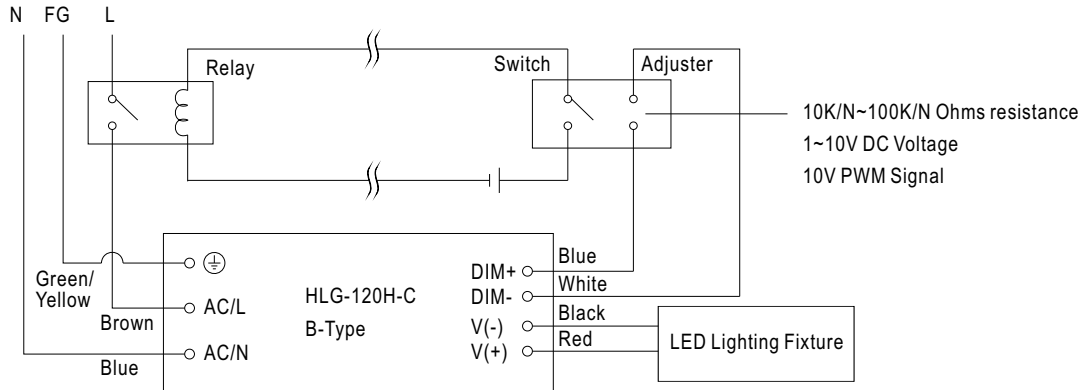 N FG L
Relay
Switch
Adjuster
10K/N~100K/N Ohms resistance
1~10V DC Voltage
10V PWM Signal
Green/
Yellow
Brown
Blue
AC/L
AC/N
HLG-120H-C
B-Type
DIM+
DIM-
V(-)
V(+)
Blue
White
Black
Red
LED Lighting Fixture